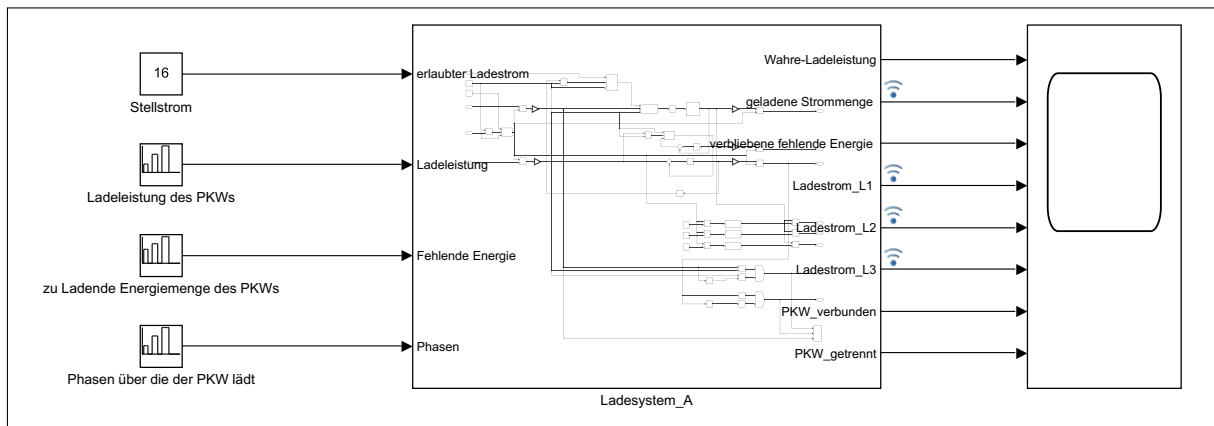 16
Stellstrom
Ladeleistung des PKWs
zu Ladende Energiemenge des PKWs
Phasen über die der PKW lädt
erlaubter Ladestrom
Ladeleistung
Fehlende Energie
Phasen
Wahre-Ladeleistung
geladene Strommenge
verbliebene fehlende Energie
Ladestrom_L1
Ladestrom_L2
Ladestrom_L3
PKW_verbunden
PKW_getrennt
Ladesystem_A